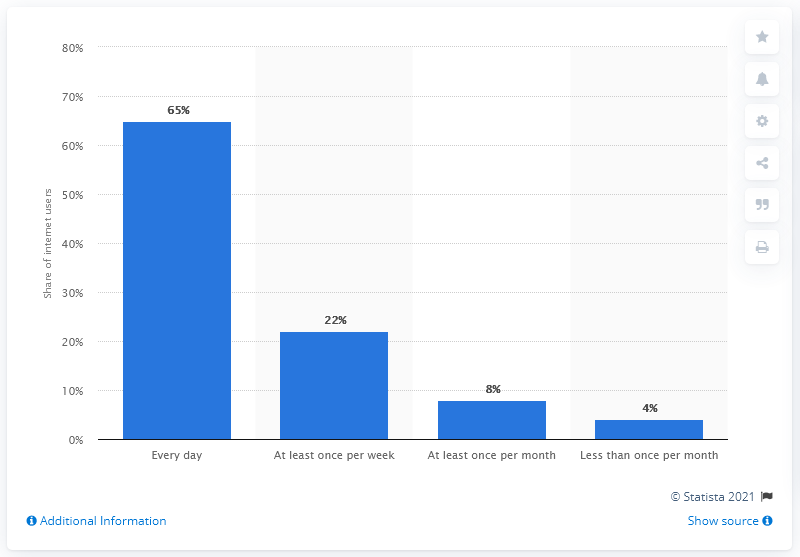 80%
70%
60%
50%
40%
30%
20%
10%
0%
Share of internet users
65%
22%
8%
4%
Every day
At least once per week
At least once per month
Less than once per month
© Statista 2021
Additional Information
Show source